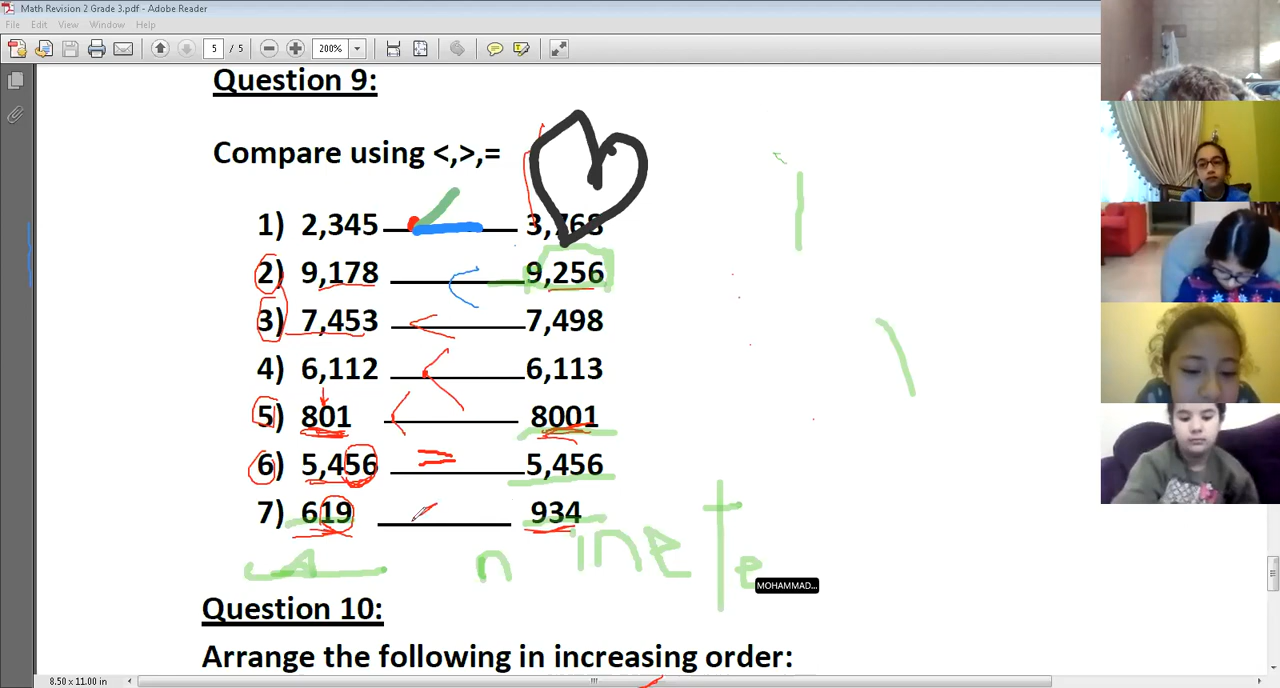 Math Revision 2 Grade 3.pdf - Adobe Reader
File Edit View Window Help
5 / 5 200%
Question 9:
Compare using <,>,=
1) 2,345 < 3,768
2) 9,178 < 9,256
3) 7,453 < 7,498
4) 6,112 < 6,113
5) 801 < 8001
6) 5,456 = 5,456
7) 619 934
ninete
MOHAMMAD...
Question 10:
Arrange the following in increasing order:
8.50 x 11.00 in